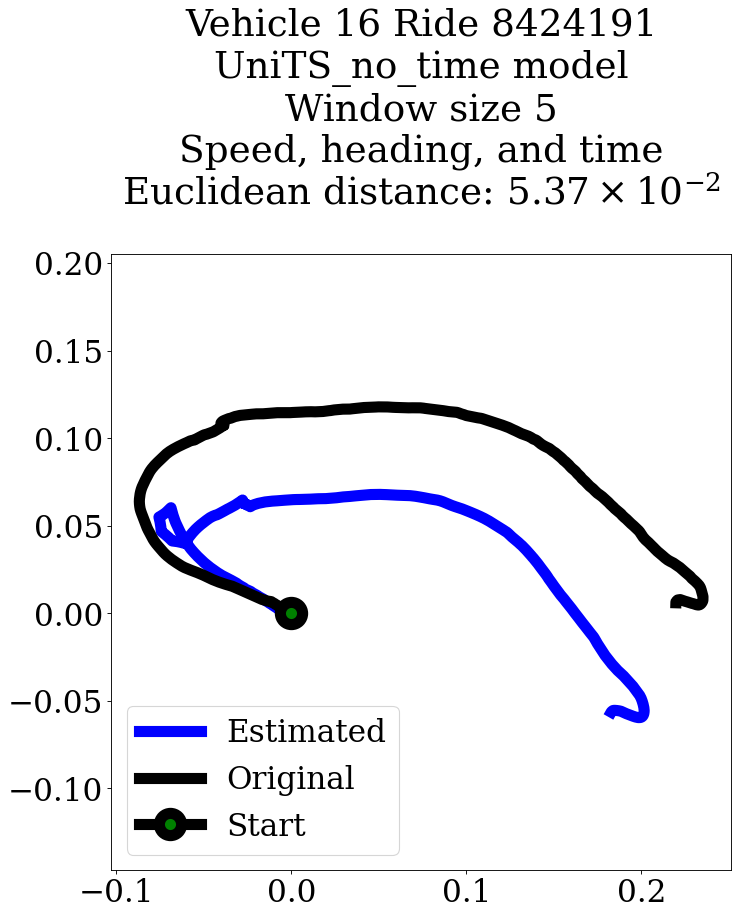 Vehicle 16 Ride 8424191
UniTS_no_time model
Window size 5
Speed, heading, and time
Euclidean distance: 5.37 × 10⁻²
0.20
0.15
0.10
0.05
0.00
−0.05
−0.10
Estimated
Original
Start
−0.1
0.0
0.1
0.2